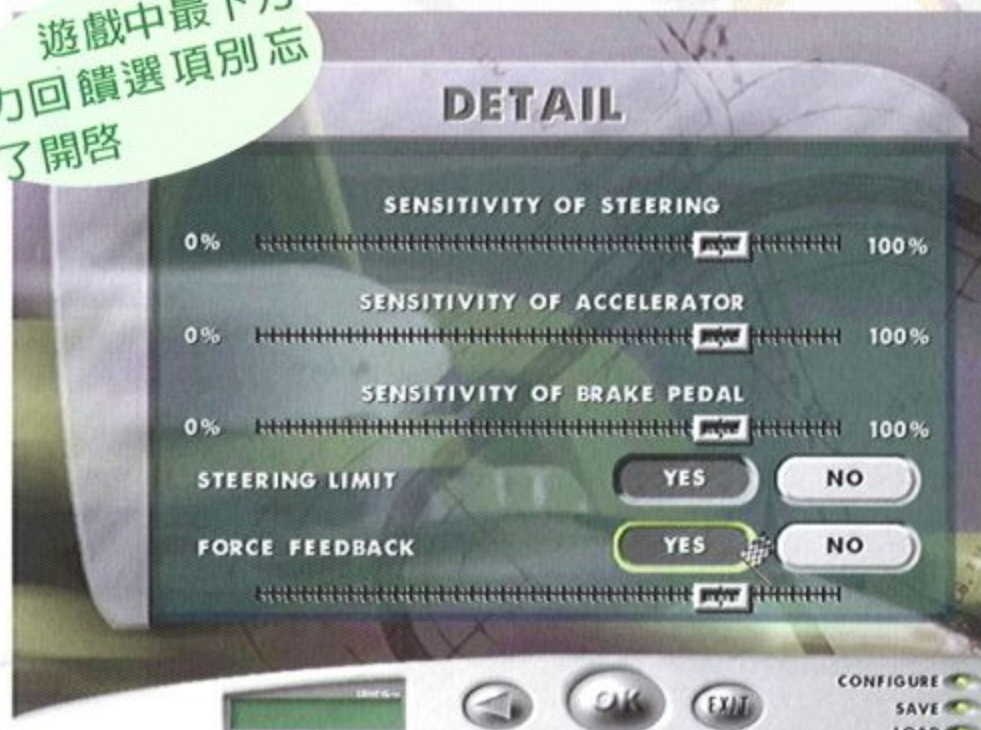 遊戲中最下方
力回饋選項別忘
了開啓
DETAIL
SENSITIVITY OF STEERING
0% 100%
SENSITIVITY OF ACCELERATOR
0% 100%
SENSITIVITY OF BRAKE PEDAL
0% 100%
STEERING LIMIT YES NO
FORCE FEEDBACK YES NO
OK EXIT
CONFIGURE
SAVE
LOAD